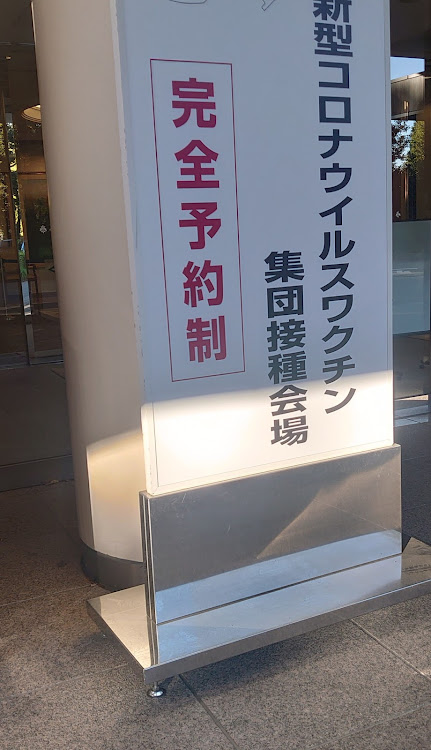 新型コロナウイルスワクチン
集団接種会場
完全予約制